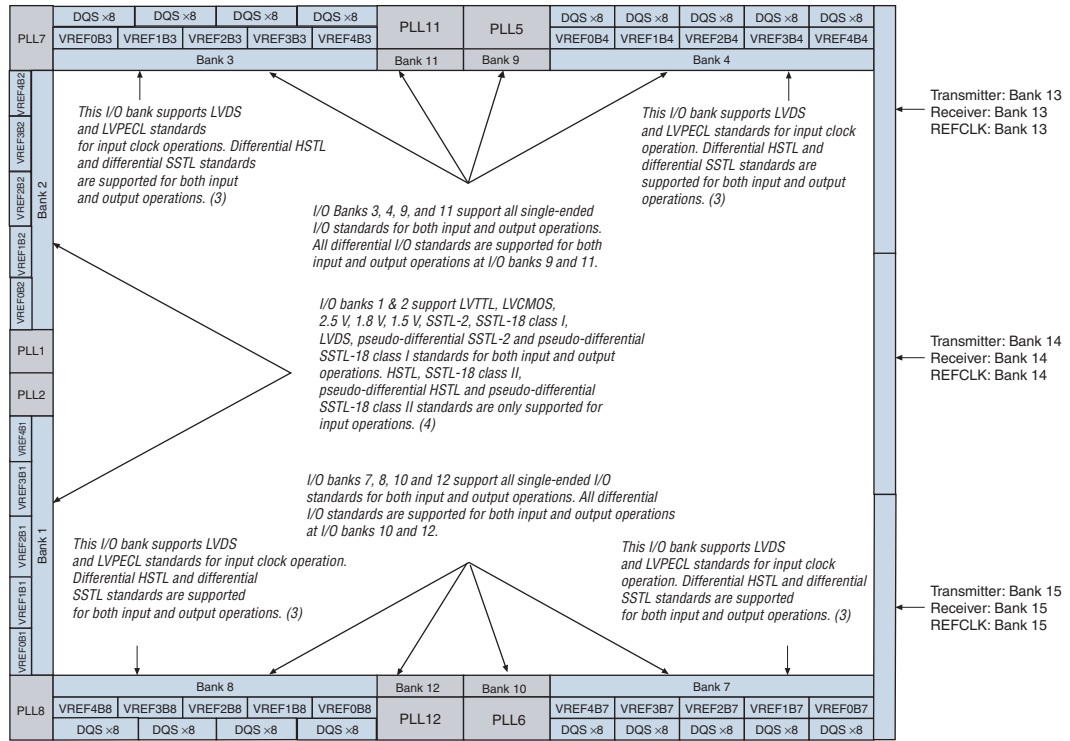 PLL7
DQS ×8 DQS ×8 DQS ×8 DQS ×8
VREF0B3 VREF1B3 VREF2B3 VREF3B3 VREF4B3
Bank 3
PLL11 PLL5
Bank 11 Bank 9
DQS ×8 DQS ×8 DQS ×8 DQS ×8 DQS ×8
VREF0B4 VREF1B4 VREF2B4 VREF3B4 VREF4B4
Bank 4
VREF4B2
VREF3B2
VREF2B2
VREF1B2
VREF0B2
Bank 2
PLL1
PLL2
VREF4B1
VREF3B1
VREF2B1
VREF1B1
VREF0B1
Bank 1
This I/O bank supports LVDS
and LVPECL standards
for input clock operations. Differential HSTL
and differential SSTL standards
are supported for both input
and output operations. (3)
This I/O bank supports LVDS
and LVPECL standards for input clock
operation. Differential HSTL and
differential SSTL standards are
supported for both input and output
operations. (3)
I/O Banks 3, 4, 9, and 11 support all single-ended
I/O standards for both input and output operations.
All differential I/O standards are supported for both
input and output operations at I/O banks 9 and 11.
I/O banks 1 & 2 support LVTTL, LVCMOS,
2.5 V, 1.8 V, 1.5 V, SSTL-2, SSTL-18 class I,
LVDS, pseudo-differential SSTL-2 and pseudo-differential
SSTL-18 class I standards for both input and output
operations. HSTL, SSTL-18 class II,
pseudo-differential HSTL and pseudo-differential
SSTL-18 class II standards are only supported for
input operations. (4)
I/O banks 7, 8, 10 and 12 support all single-ended I/O
standards for both input and output operations. All differential
I/O standards are supported for both input and output operations
at I/O banks 10 and 12.
This I/O bank supports LVDS
and LVPECL standards for input clock operation.
Differential HSTL and differential
SSTL standards are supported
for both input and output operations. (3)
This I/O bank supports LVDS
and LVPECL standards for input clock
operation. Differential HSTL and differential
SSTL standards are supported
for both input and output operations. (3)
Transmitter: Bank 13
Receiver: Bank 13
REFCLK: Bank 13
Transmitter: Bank 14
Receiver: Bank 14
REFCLK: Bank 14
Transmitter: Bank 15
Receiver: Bank 15
REFCLK: Bank 15
PLL8
Bank 8
VREF4B8 VREF3B8 VREF2B8 VREF1B8 VREF0B8
DQS ×8 DQS ×8 DQS ×8 DQS ×8
Bank 12 Bank 10
PLL12 PLL6
Bank 7
VREF4B7 VREF3B7 VREF2B7 VREF1B7 VREF0B7
DQS ×8 DQS ×8 DQS ×8 DQS ×8 DQS ×8